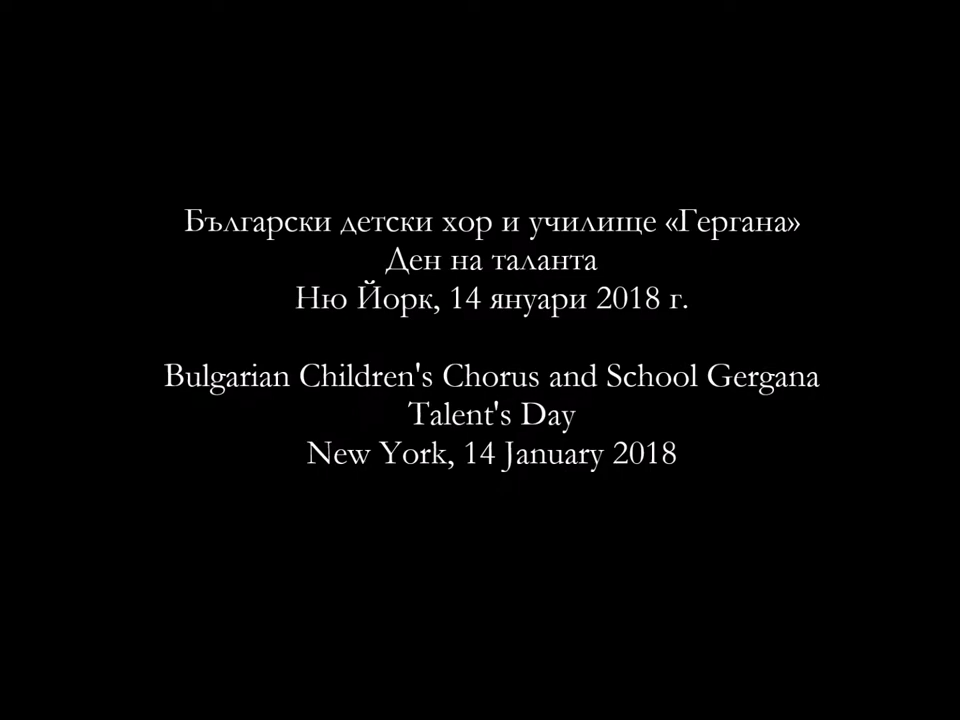 Български детски хор и училище «Гергана»
Ден на таланта
Ню Йорк, 14 януари 2018 г.
Bulgarian Children's Chorus and School Gergana
Talent's Day
New York, 14 January 2018